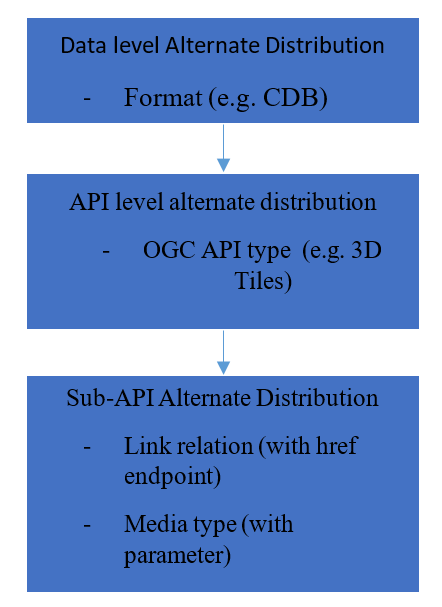 Data level Alternate Distribution
- Format (e.g. CDB)
API level alternate distribution
- OGC API type (e.g. 3D
Tiles)
Sub-API Alternate Distribution
- Link relation (with href
endpoint)
- Media type (with
parameter)